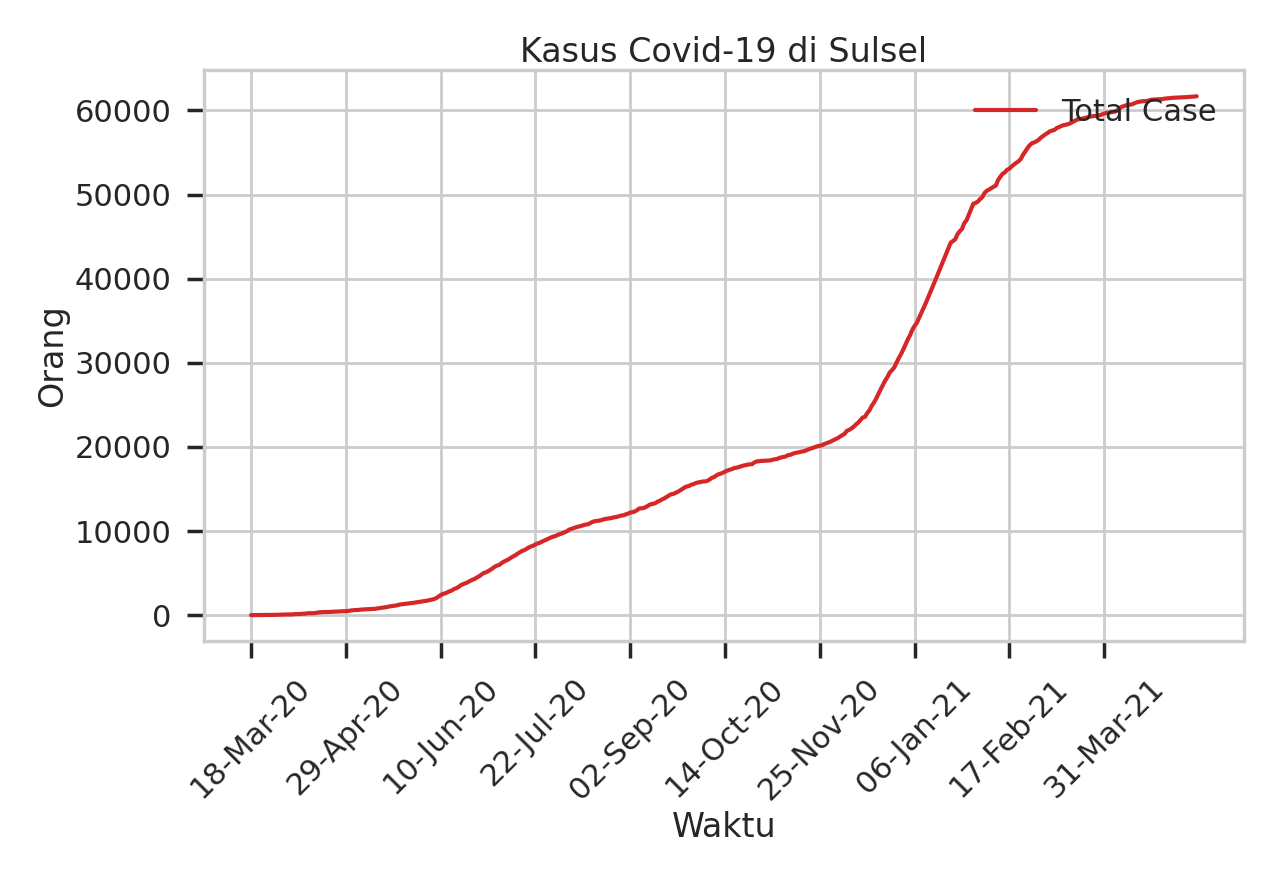 Kasus Covid-19 di Sulsel
Total Case
60000
50000
40000
30000
20000
10000
0
Orang
18-Mar-20
29-Apr-20
10-Jun-20
22-Jul-20
02-Sep-20
14-Oct-20
25-Nov-20
06-Jan-21
17-Feb-21
31-Mar-21
Waktu